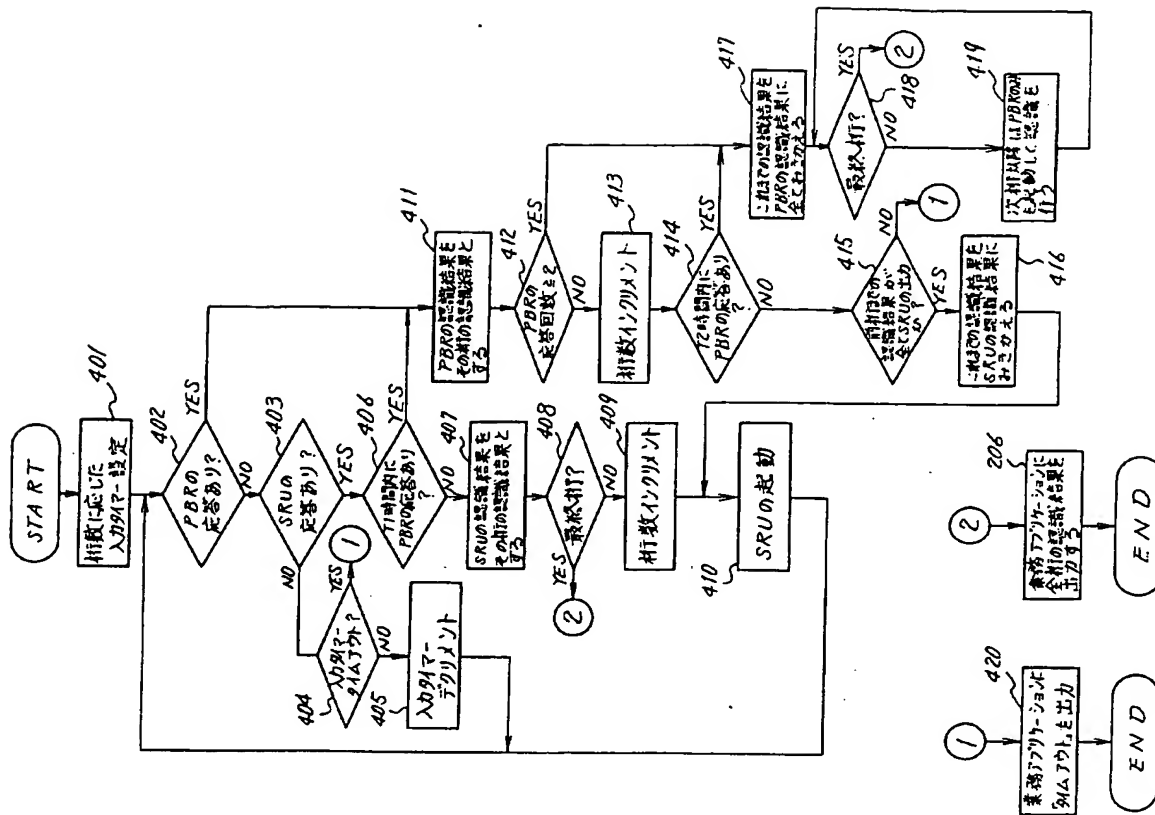 START
401
桁数に応じた
入力タイマー設定
402
PBRの
応答あり?
YES
NO
403
SRUの
応答あり?
NO
YES
404
入力タイマー
タイムアウト?
YES
1
NO
405
入力タイマー
デクリメント
406
T1時間内に
PBRの応答あり
?
YES
NO
407
SRUの認識結果を
その桁の認識結果と
する
408
最終桁?
YES
2
NO
409
桁数インクリメント
410
SRUの起動
411
PBRの認識結果を
その桁の認識結果と
する
412
PBRの
応答回数≧2
YES
NO
413
桁数インクリメント
414
T2時間内に
PBRの応答あり
?
YES
NO
415
前桁までの
認識結果が
全てSRUの出力
か?
NO
1
YES
416
これまでの認識結果を
SRUの認識結果に
おきかえる
417
これまでの認識結果を
PBRの認識結果に
全ておきかえる
418
最終桁?
YES
2
NO
419
次桁以降はPBRのみ
を起動して認識を
行う
1
420
業務アプリケーションに
「タイムアウト」を出力
END
2
206
業務アプリケーションに
全桁の認識結果を
出力する
END